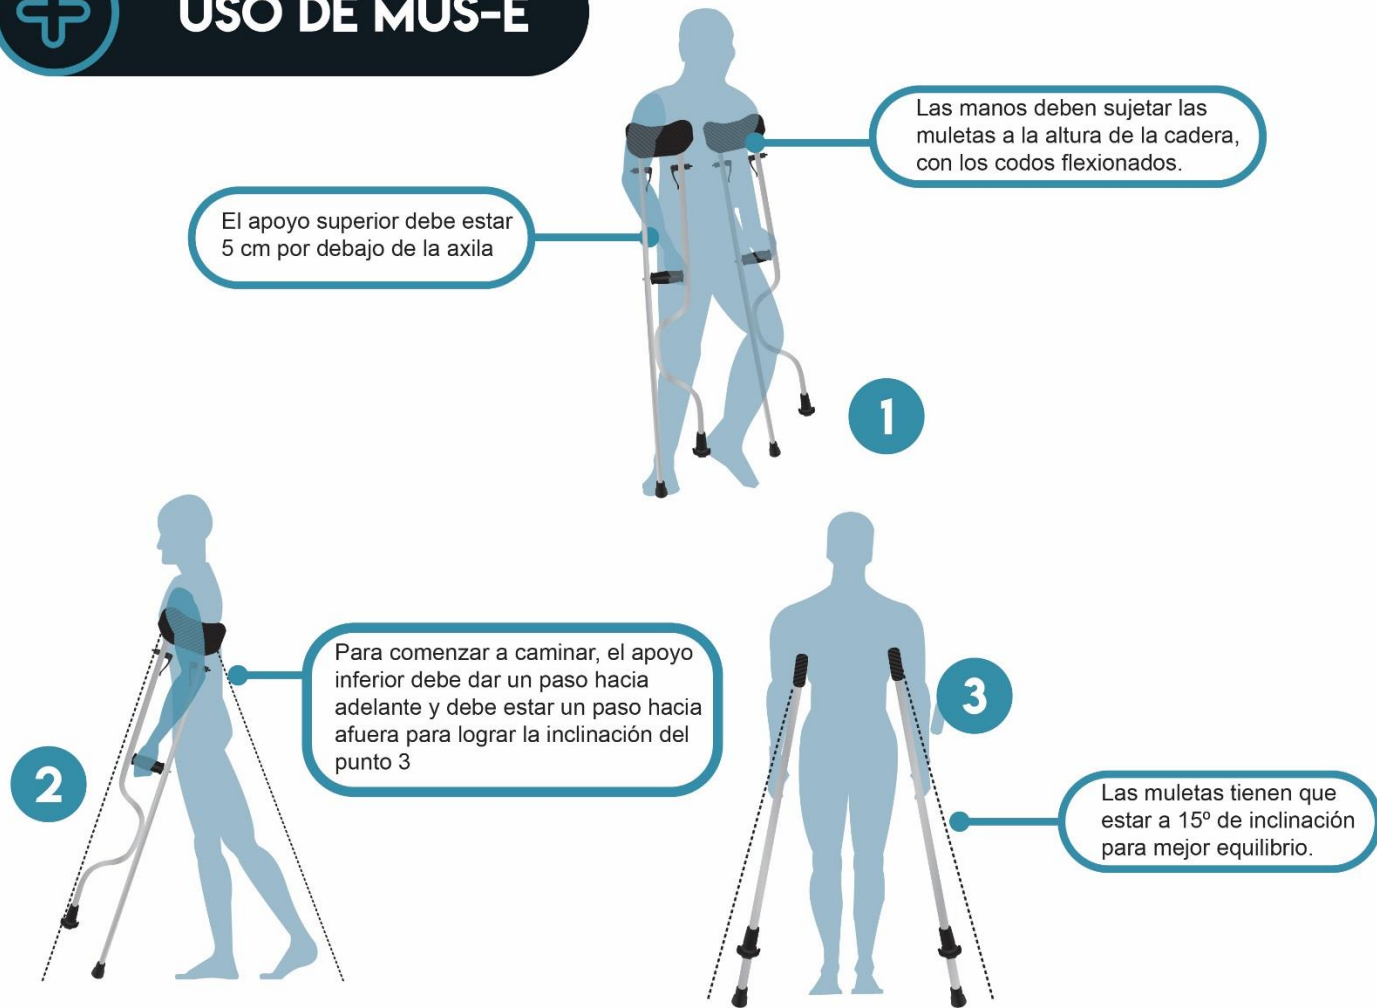 USO DE MUS-E
Las manos deben sujetar las
muletas a la altura de la cadera,
con los codos flexionados.
El apoyo superior debe estar
5 cm por debajo de la axila
1
Para comenzar a caminar, el apoyo
inferior debe dar un paso hacia
adelante y debe estar un paso hacia
afuera para lograr la inclinación del
punto 3
2
3
Las muletas tienen que
estar a 15º de inclinación
para mejor equilibrio.